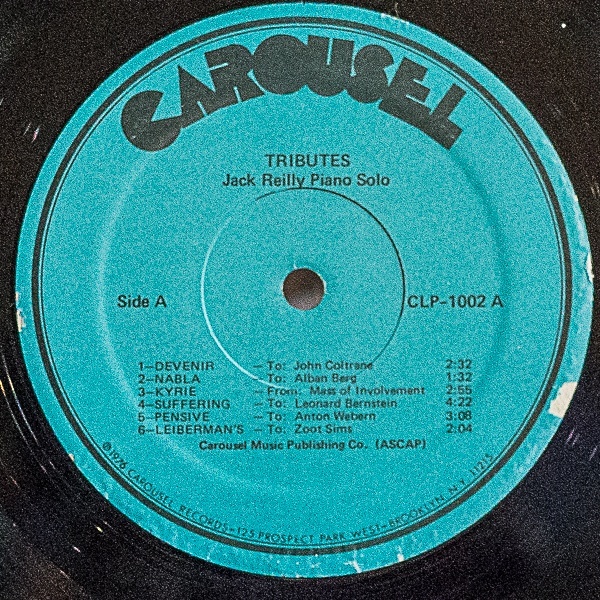 CAROUSEL
TRIBUTES
Jack Reilly Piano Solo
Side A
CLP-1002 A
1—DEVENIR — To: John Coltrane 2:32
2—NABLA — To: Alban Berg 1:32
3—KYRIE — From: Mass of Involvement 2:55
4—SUFFERING — To: Leonard Bernstein 4:22
5—PENSIVE — To: Anton Webern 3:08
6—LEIBERMAN'S — To: Zoot Sims 2:04
Carousel Music Publishing Co. (ASCAP)
℗ 1976 CAROUSEL RECORDS—125 PROSPECT PARK WEST—BROOKLYN, N.Y. 11215